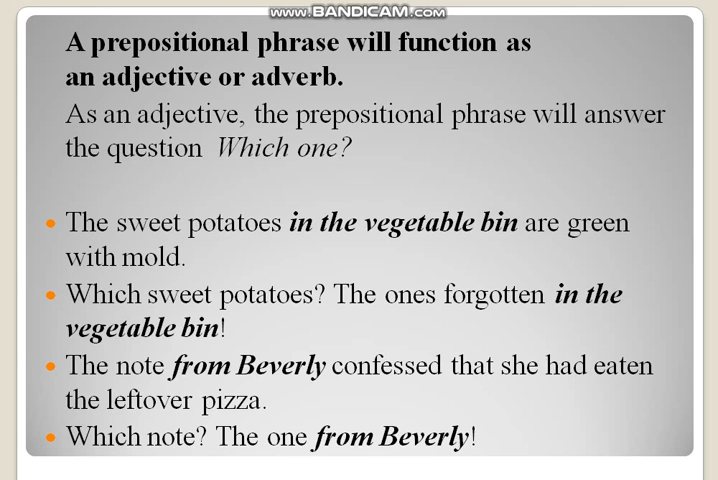 www.BANDICAM.com
A prepositional phrase will function as
an adjective or adverb.
As an adjective, the prepositional phrase will answer
the question Which one?
• The sweet potatoes in the vegetable bin are green
with mold.
• Which sweet potatoes? The ones forgotten in the
vegetable bin!
• The note from Beverly confessed that she had eaten
the leftover pizza.
• Which note? The one from Beverly!